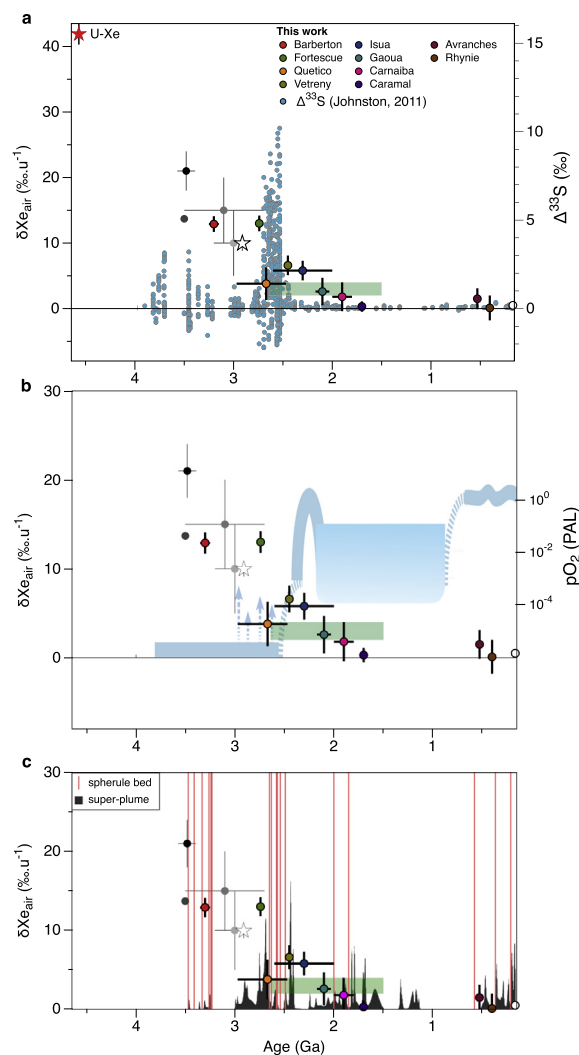 a
U-Xe
This work
Barberton
Isua
Avranches
Fortescue
Gaoua
Rhynie
Quetico
Carnaiba
Vetreny
Caramal
Δ³³S (Johnston, 2011)
40
30
20
10
0
δXeair (‰.u⁻¹)
15
10
5
0
Δ³³S (‰)
4
3
2
1
b
30
20
10
0
δXeair (‰.u⁻¹)
10⁰
10⁻²
10⁻⁴
pO₂ (PAL)
4
3
2
1
c
spherule bed
super-plume
30
20
10
0
δXeair (‰.u⁻¹)
4
3
2
1
Age (Ga)